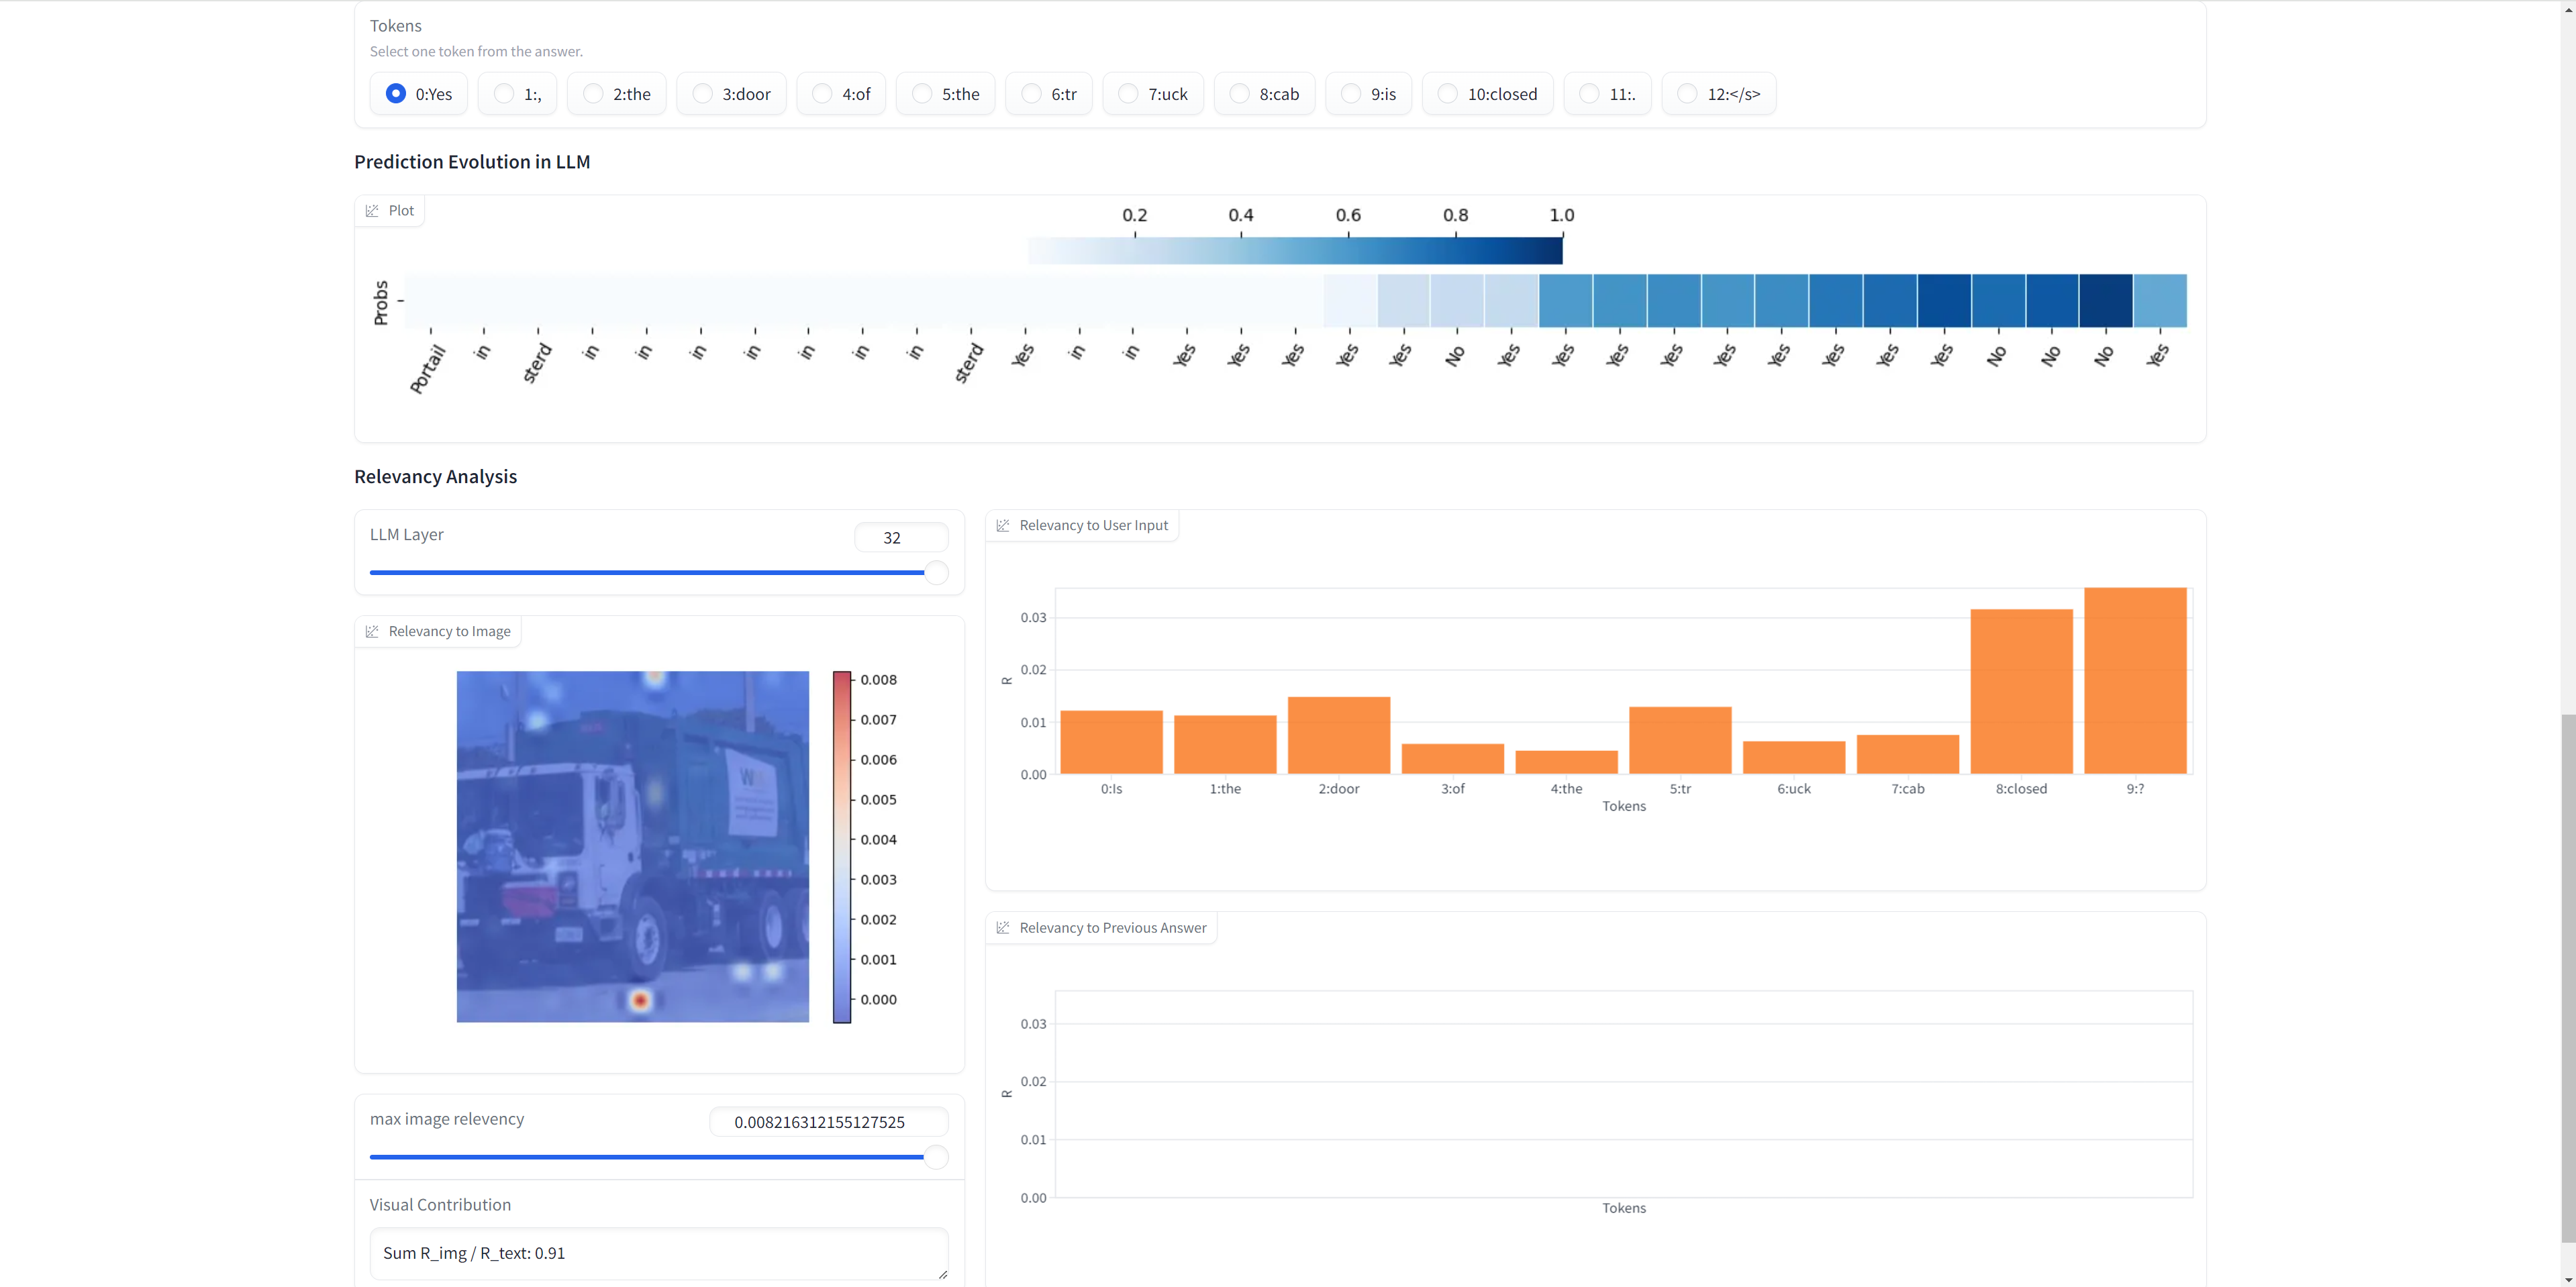 Tokens
Select one token from the answer.
0:Yes 1:, 2:the 3:door 4:of 5:the 6:tr 7:uck 8:cab 9:is 10:closed 11:. 12:</s>
Prediction Evolution in LLM
Plot
0.2 0.4 0.6 0.8 1.0
Probs
Portail in sterd in in in in in in in sterd Yes in in Yes Yes Yes Yes Yes No Yes Yes Yes Yes Yes Yes Yes Yes Yes No No No Yes
Relevancy Analysis
LLM Layer
32
Relevancy to Image
0.008
0.007
0.006
0.005
0.004
0.003
0.002
0.001
0.000
W
max image relevency
0.008216312155127525
Visual Contribution
Sum R_img / R_text: 0.91
Relevancy to User Input
0.03
0.02
0.01
0.00
R
0:Is 1:the 2:door 3:of 4:the 5:tr 6:uck 7:cab 8:closed 9:?
Tokens
Relevancy to Previous Answer
0.03
0.02
0.01
0.00
R
Tokens